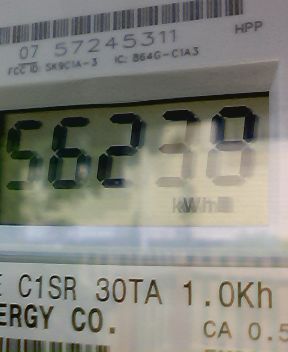 07 57245311
HPP
FCC ID: SK9C1A-3 IC: 864G-C1A3
56238
kWh
E C1SR 30TA 1.0Kh
ERGY CO.
CA 0.5